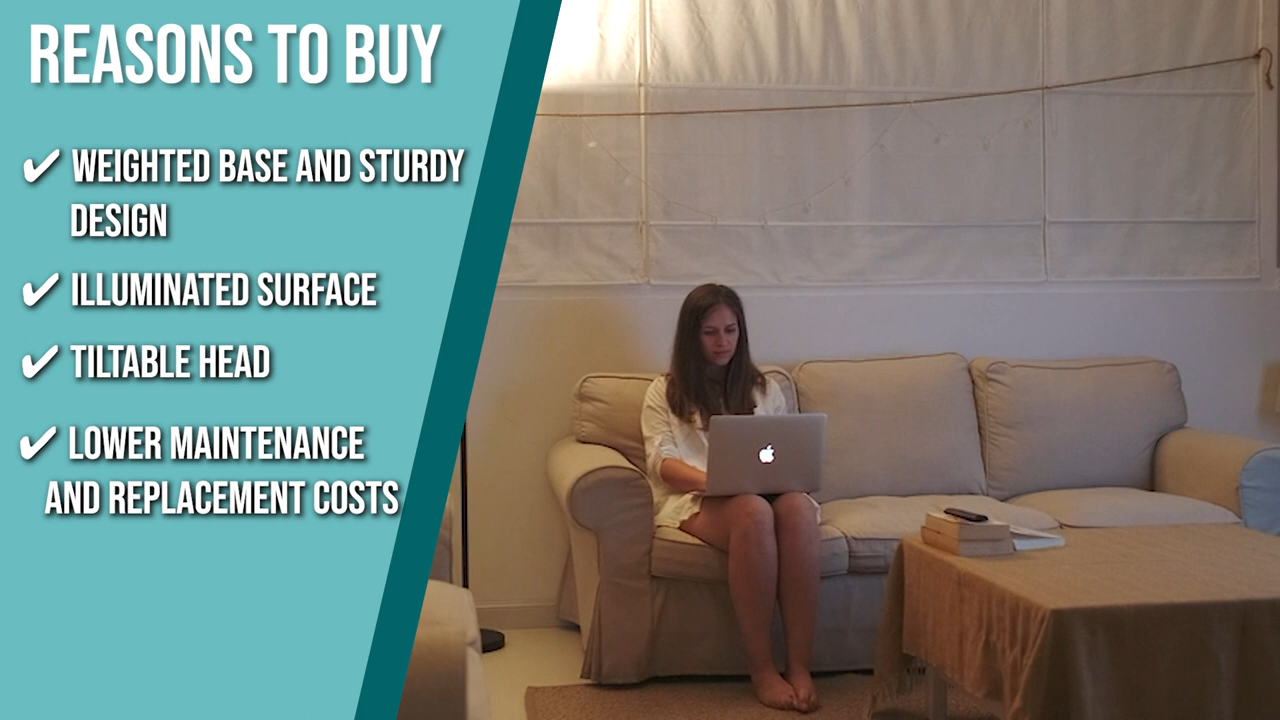 REASONS TO BUY
✔ WEIGHTED BASE AND STURDY
DESIGN
✔ ILLUMINATED SURFACE
✔ TILTABLE HEAD
✔ LOWER MAINTENANCE
AND REPLACEMENT COSTS